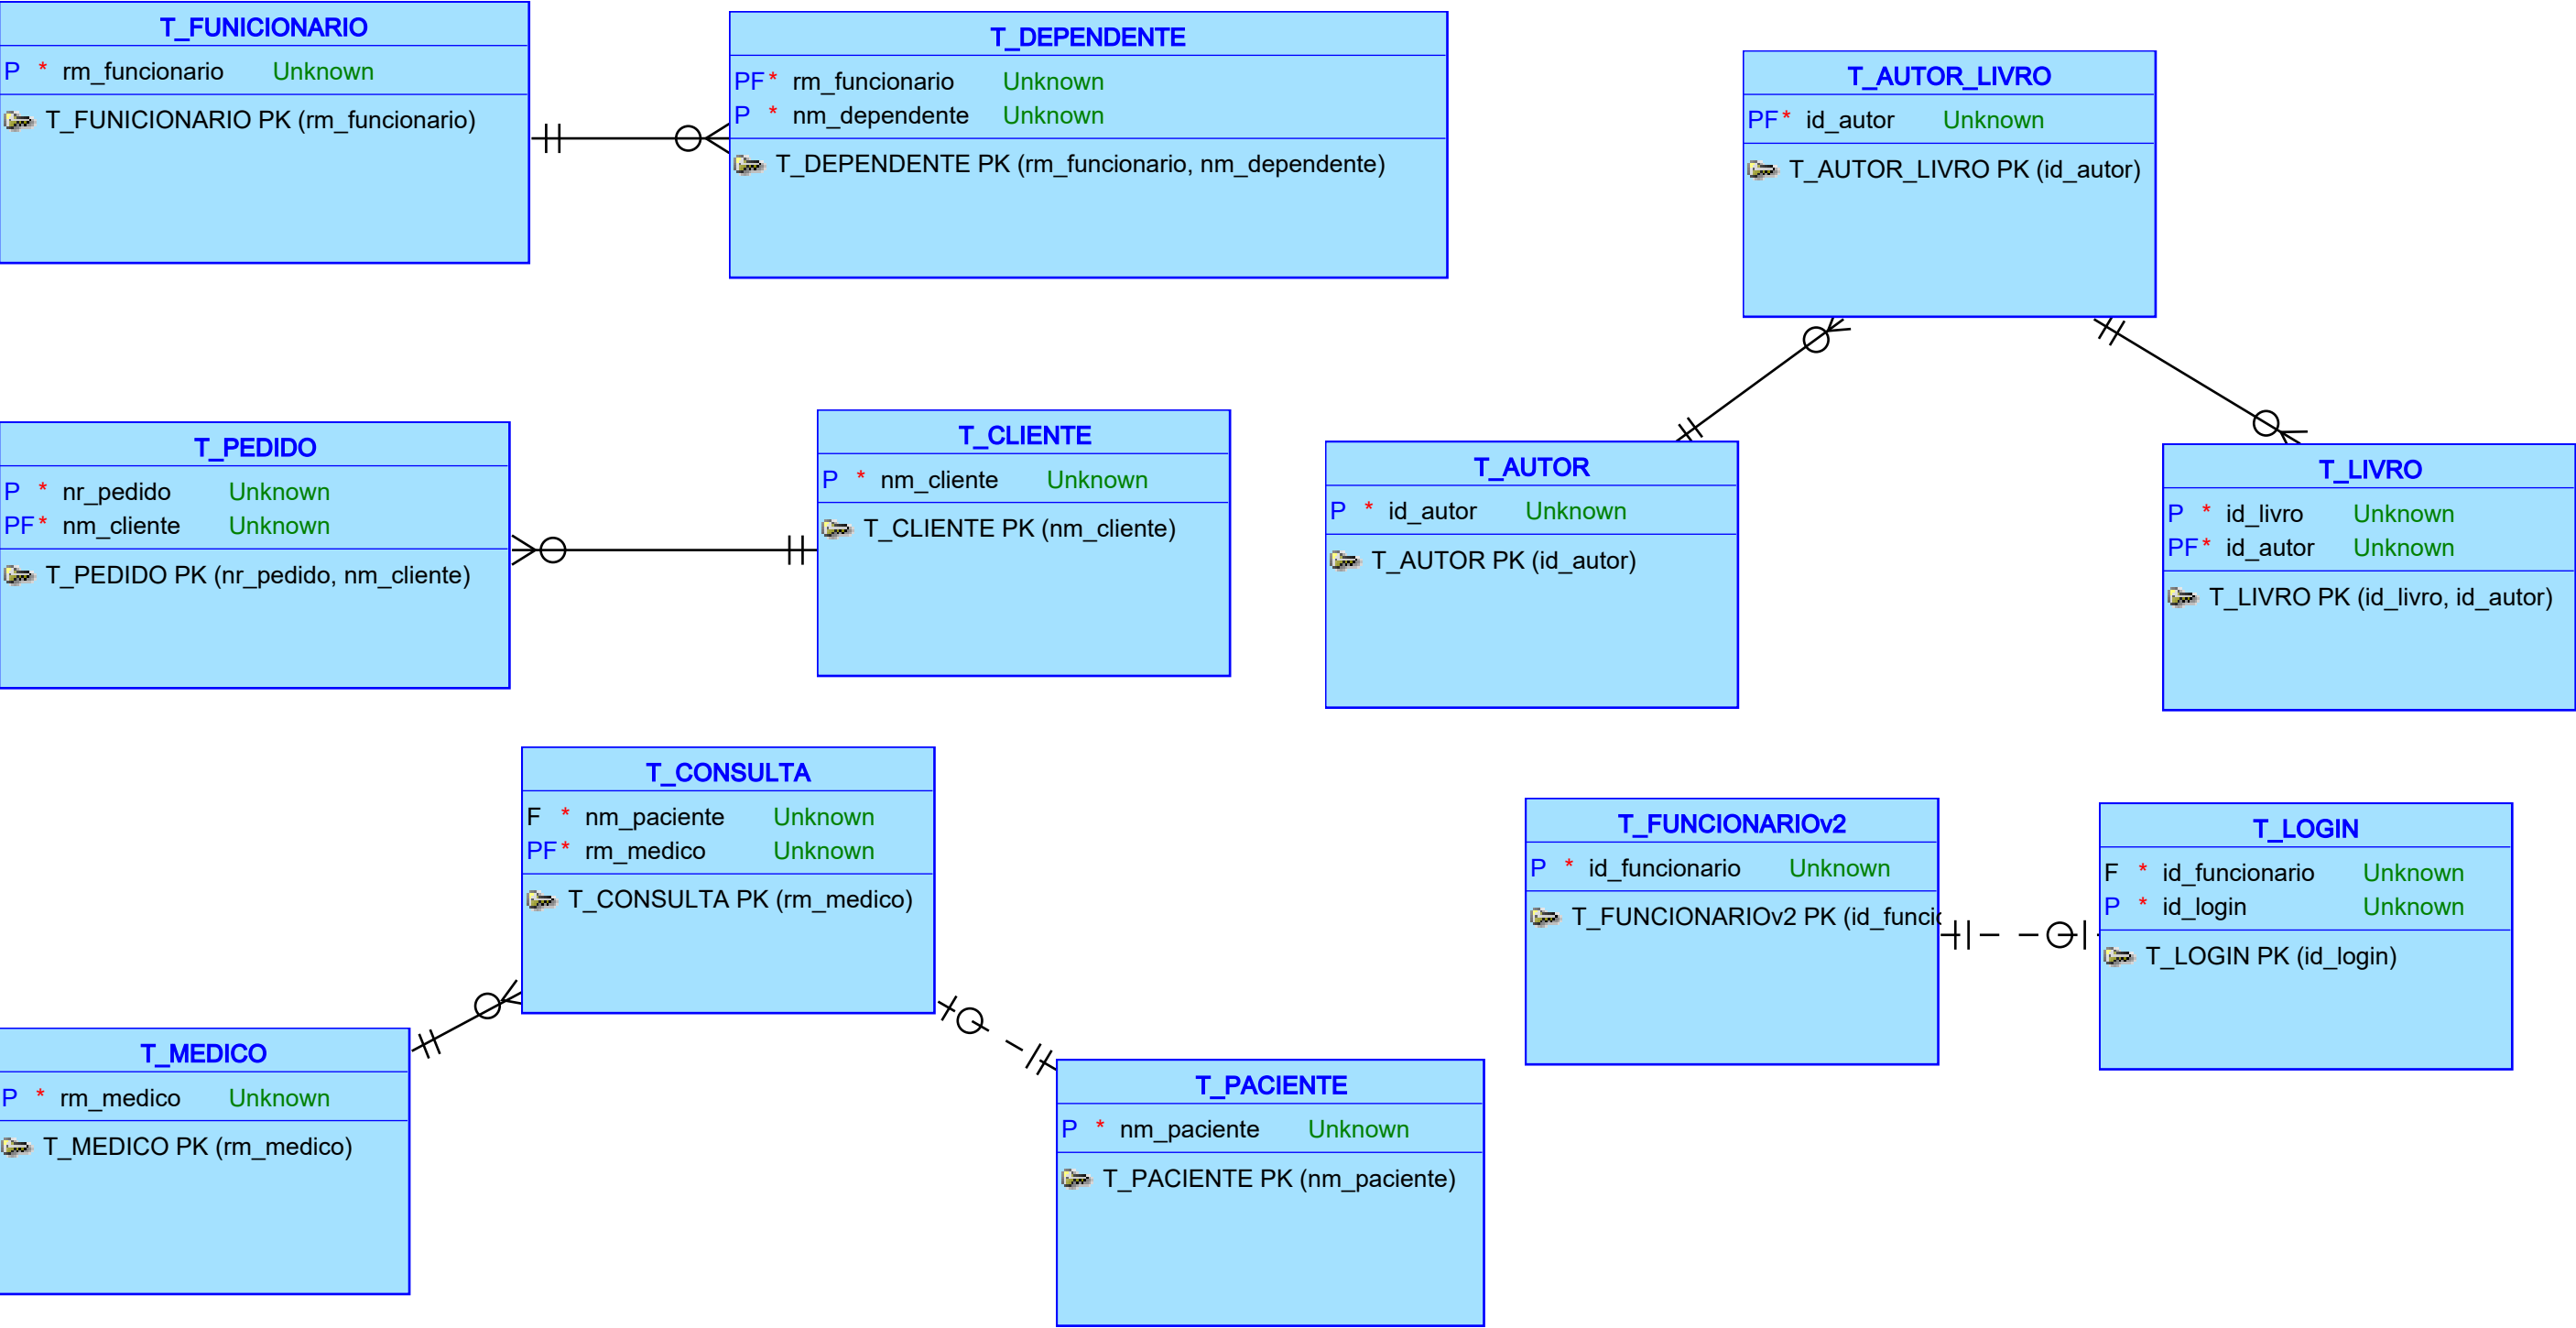 T_FUNICIONARIO
P * rm_funcionario Unknown
T_FUNICIONARIO PK (rm_funcionario)
T_DEPENDENTE
PF* rm_funcionario Unknown
P * nm_dependente Unknown
T_DEPENDENTE PK (rm_funcionario, nm_dependente)
T_AUTOR_LIVRO
PF* id_autor Unknown
T_AUTOR_LIVRO PK (id_autor)
T_PEDIDO
P * nr_pedido Unknown
PF* nm_cliente Unknown
T_PEDIDO PK (nr_pedido, nm_cliente)
T_CLIENTE
P * nm_cliente Unknown
T_CLIENTE PK (nm_cliente)
T_AUTOR
P * id_autor Unknown
T_AUTOR PK (id_autor)
T_LIVRO
P * id_livro Unknown
PF* id_autor Unknown
T_LIVRO PK (id_livro, id_autor)
T_CONSULTA
F * nm_paciente Unknown
PF* rm_medico Unknown
T_CONSULTA PK (rm_medico)
T_FUNCIONARIOv2
P * id_funcionario Unknown
T_FUNCIONARIOv2 PK (id_funcic
T_LOGIN
F * id_funcionario Unknown
P * id_login Unknown
T_LOGIN PK (id_login)
T_MEDICO
P * rm_medico Unknown
T_MEDICO PK (rm_medico)
T_PACIENTE
P * nm_paciente Unknown
T_PACIENTE PK (nm_paciente)